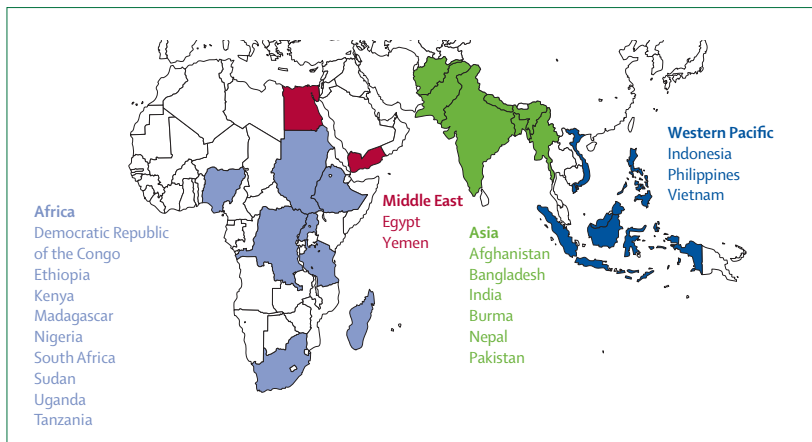 Africa
Democratic Republic
of the Congo
Ethiopia
Kenya
Madagascar
Nigeria
South Africa
Sudan
Uganda
Tanzania
Middle East
Egypt
Yemen
Asia
Afghanistan
Bangladesh
India
Burma
Nepal
Pakistan
Western Pacific
Indonesia
Philippines
Vietnam